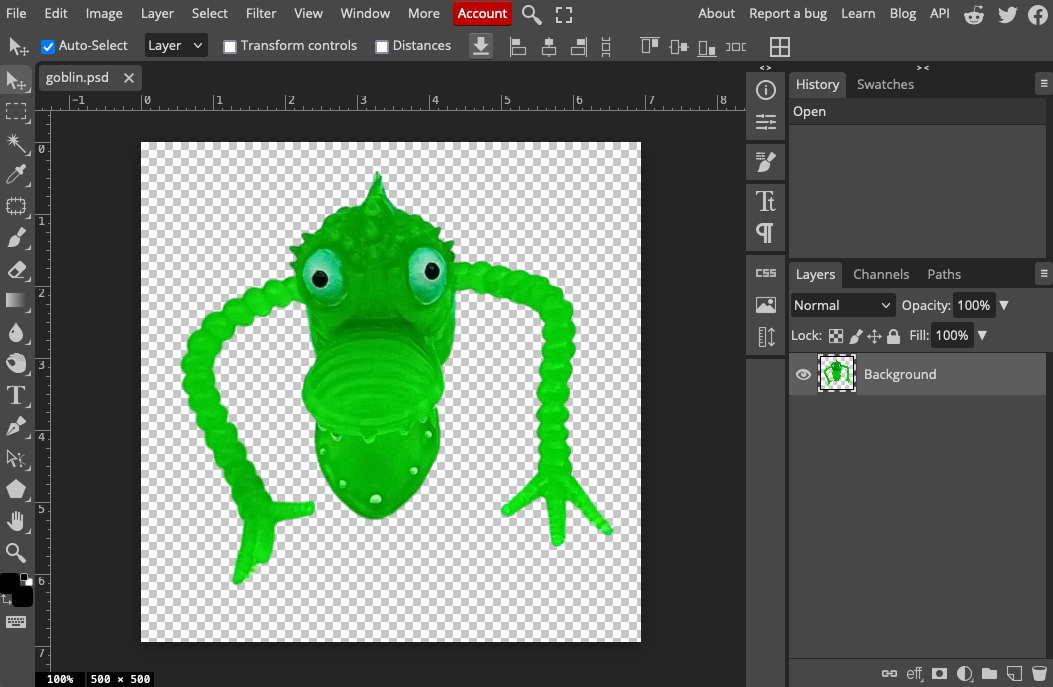 File Edit Image Layer Select Filter View Window More Account About Report a bug Learn Blog API
Auto-Select Layer Transform controls Distances
goblin.psd
-1 0 1 2 3 4 5 6 7 8
0
1
2
3
4
5
6
7
History Swatches
Open
CSS
Layers Channels Paths
Normal Opacity: 100%
Lock: Fill: 100%
Background
eff
100% 500 × 500